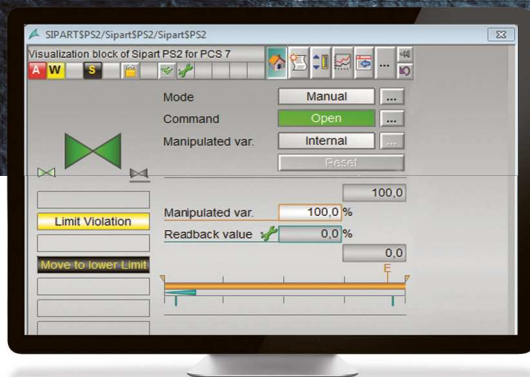 SIPART$PS2/Sipart$PS2/Sipart$PS2
Visualization block of Sipart PS2 for PCS 7
A W S
...
Mode Manual ...
Command Open ...
Manipulated var. Internal ...
Reset
100,0
Limit Violation
Manipulated var. 100,0 %
Readback value 0,0 %
Move to lower Limit
0,0
E